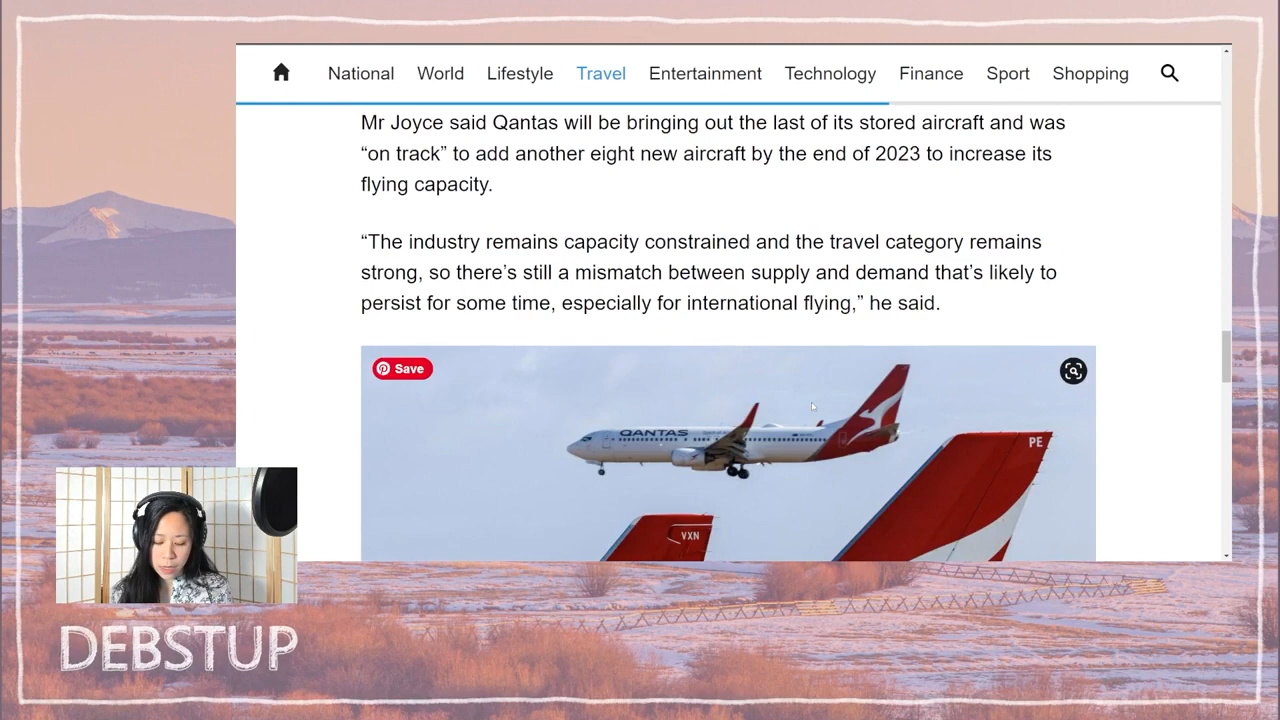 National World Lifestyle Travel Entertainment Technology Finance Sport Shopping
Mr Joyce said Qantas will be bringing out the last of its stored aircraft and was
“on track” to add another eight new aircraft by the end of 2023 to increase its
flying capacity.
“The industry remains capacity constrained and the travel category remains
strong, so there’s still a mismatch between supply and demand that’s likely to
persist for some time, especially for international flying,” he said.
Save
QANTAS
PE
VXN
DEBSTUP